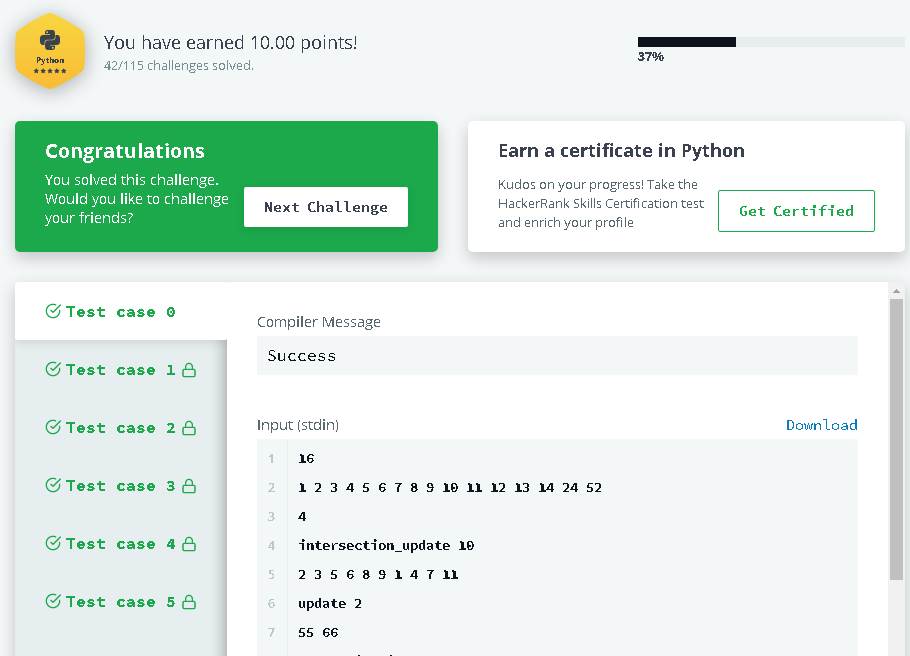 Python
★★★★★
You have earned 10.00 points!
42/115 challenges solved.
37%
Congratulations
You solved this challenge.
Would you like to challenge
your friends?
Next Challenge
Earn a certificate in Python
Kudos on your progress! Take the
HackerRank Skills Certification test
and enrich your profile
Get Certified
Test case 0
Test case 1
Test case 2
Test case 3
Test case 4
Test case 5
Compiler Message
Success
Input (stdin)
Download
1 16
2 1 2 3 4 5 6 7 8 9 10 11 12 13 14 24 52
3 4
4 intersection_update 10
5 2 3 5 6 8 9 1 4 7 11
6 update 2
7 55 66